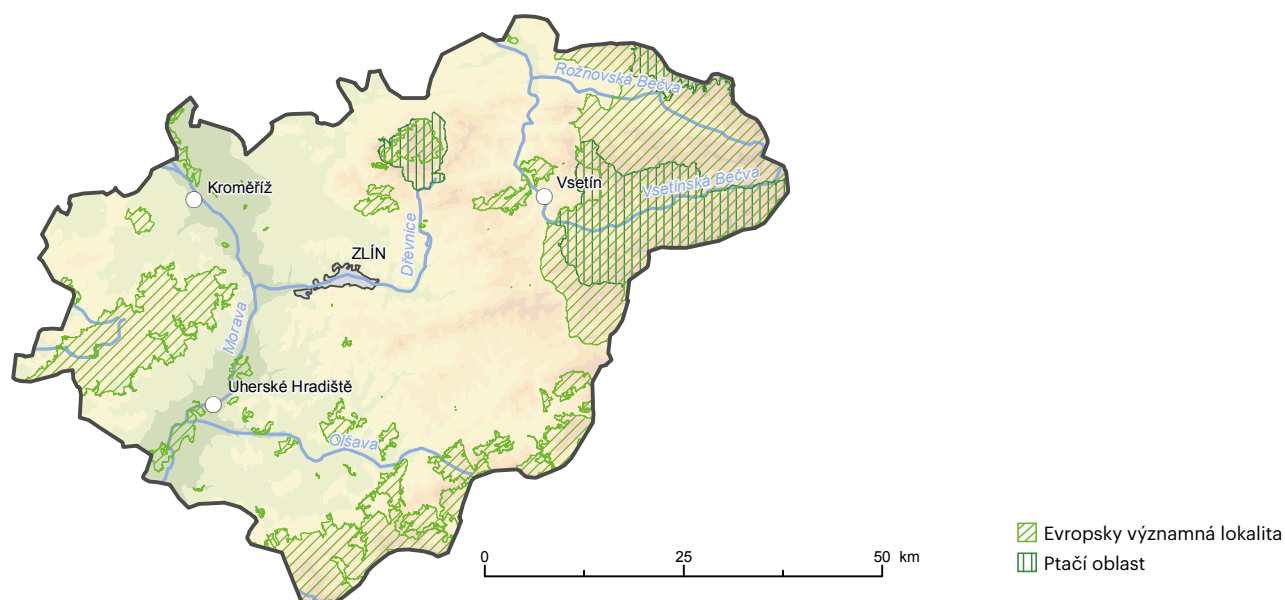 Rožnovská Bečva
Kroměříž
Vsetín
Vsetínská Bečva
Dřevnice
ZLÍN
Morava
Uherské Hradiště
Olšava
0 25 50 km
Evropsky významná lokalita
Ptačí oblast